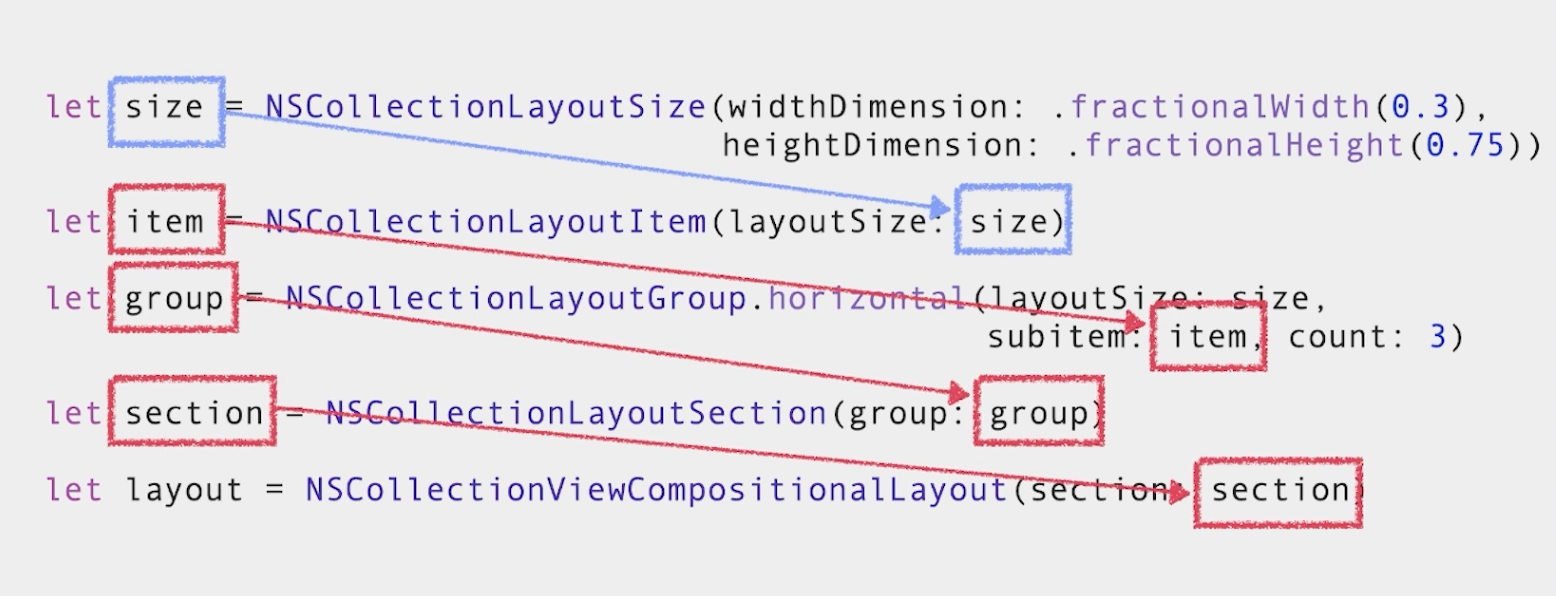 let size = NSCollectionLayoutSize(widthDimension: .fractionalWidth(0.3),
heightDimension: .fractionalHeight(0.75))
let item = NSCollectionLayoutItem(layoutSize: size)
let group = NSCollectionLayoutGroup.horizontal(layoutSize: size,
subitem: item, count: 3)
let section = NSCollectionLayoutSection(group: group)
let layout = NSCollectionViewCompositionalLayout(section: section)